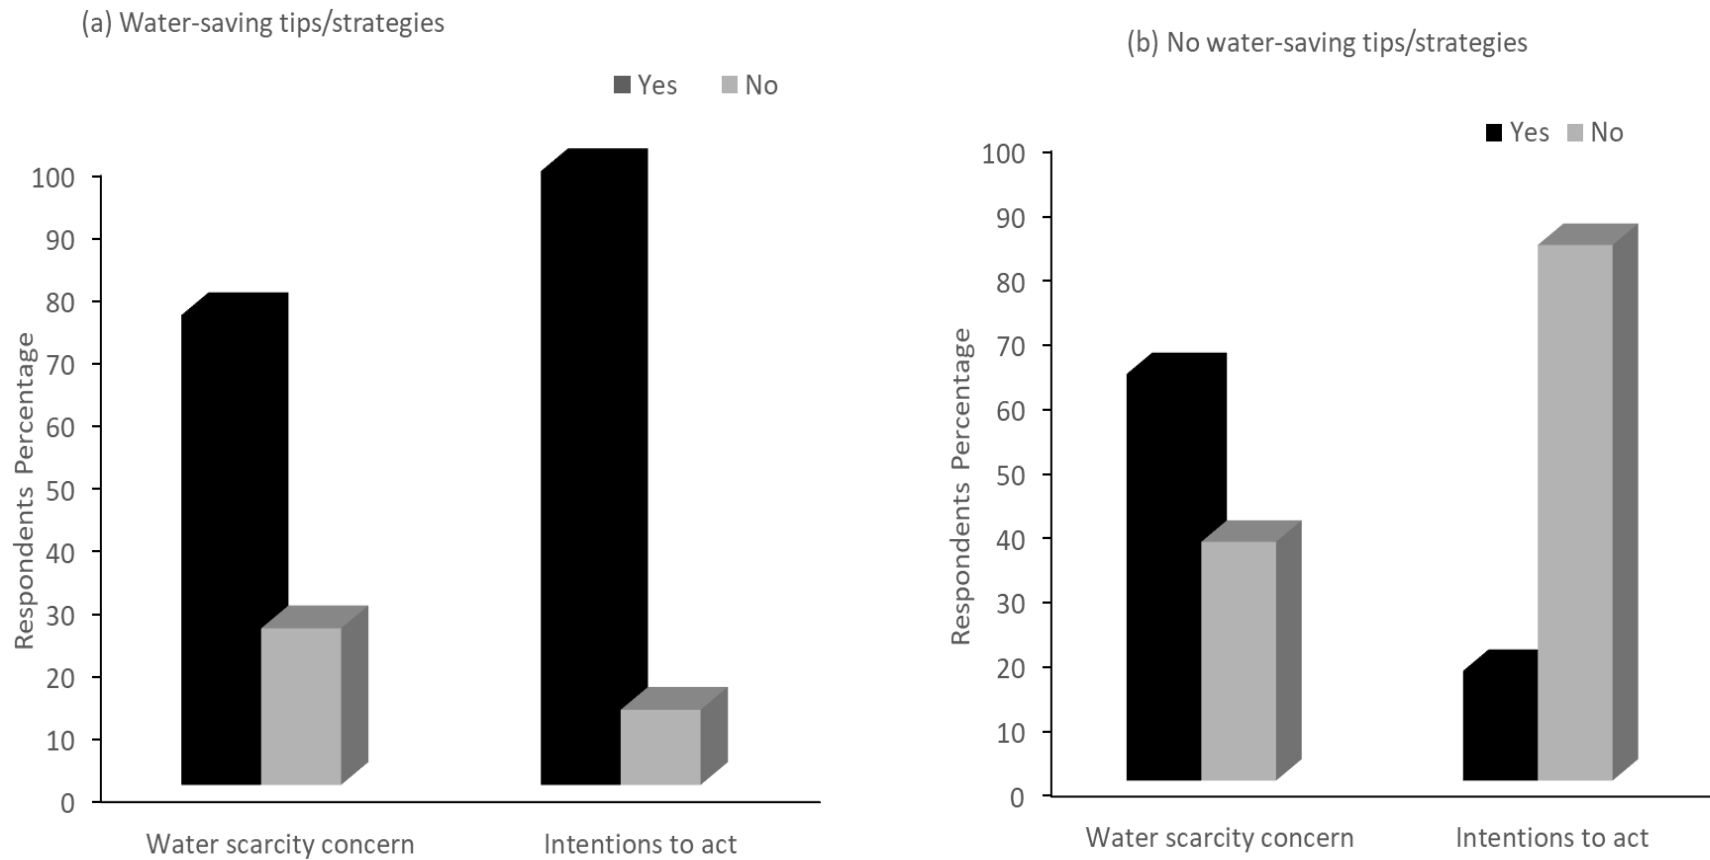 (a) Water-saving tips/strategies
Yes No
100
90
80
70
60
50
40
30
20
10
0
Respondents Percentage
Water scarcity concern Intentions to act
(b) No water-saving tips/strategies
Yes No
100
90
80
70
60
50
40
30
20
10
0
Respondents Percentage
Water scarcity concern Intentions to act